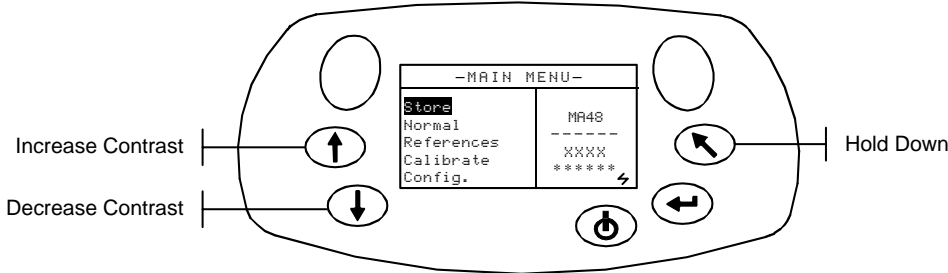 -MAIN MENU-
Store
Normal
References
Calibrate
Config.
MA48
------
XXXX
******
Increase Contrast
Decrease Contrast
Hold Down